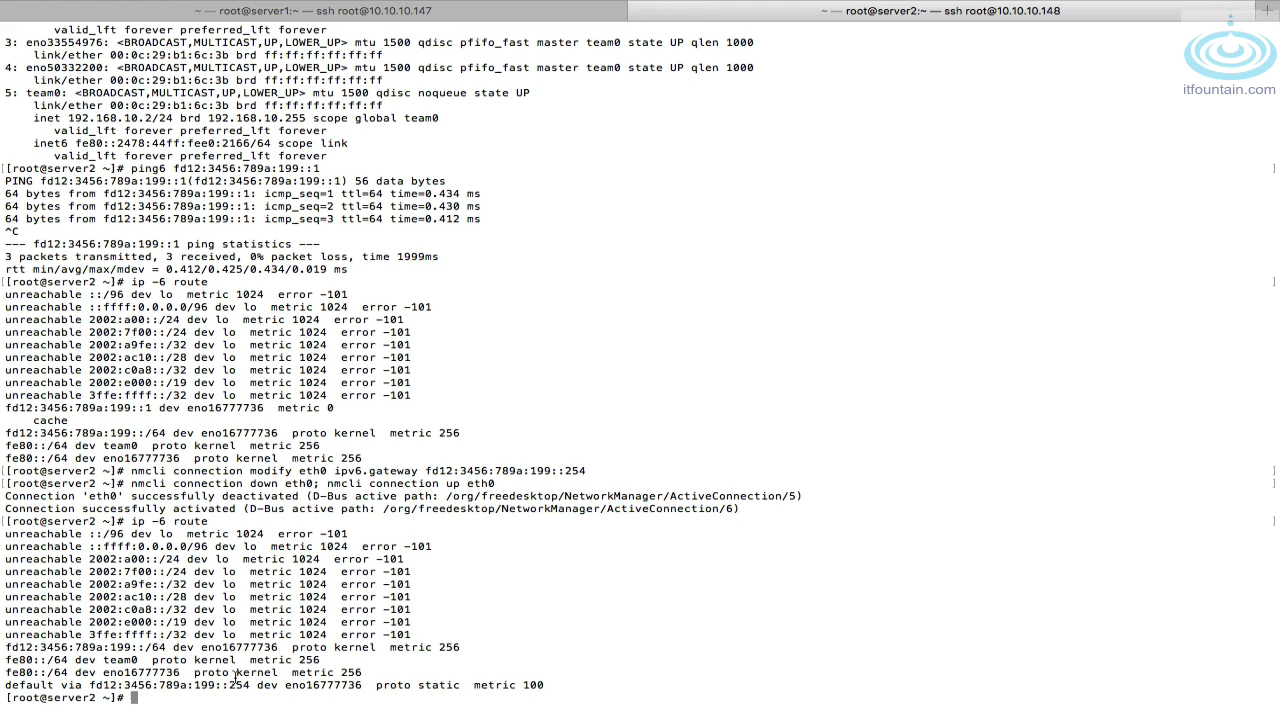 ~ — root@server1:~ — ssh root@10.10.10.147
~ — root@server2:~ — ssh root@10.10.10.148
itfountain.com
valid_lft forever preferred_lft forever
3: eno33554976: <BROADCAST,MULTICAST,UP,LOWER_UP> mtu 1500 qdisc pfifo_fast master team0 state UP qlen 1000
link/ether 00:0c:29:b1:6c:3b brd ff:ff:ff:ff:ff:ff
4: eno50332200: <BROADCAST,MULTICAST,UP,LOWER_UP> mtu 1500 qdisc pfifo_fast master team0 state UP qlen 1000
link/ether 00:0c:29:b1:6c:3b brd ff:ff:ff:ff:ff:ff
5: team0: <BROADCAST,MULTICAST,UP,LOWER_UP> mtu 1500 qdisc noqueue state UP
link/ether 00:0c:29:b1:6c:3b brd ff:ff:ff:ff:ff:ff
inet 192.168.10.2/24 brd 192.168.10.255 scope global team0
valid_lft forever preferred_lft forever
inet6 fe80::2478:44ff:fee0:2166/64 scope link
valid_lft forever preferred_lft forever
[[root@server2 ~]# ping6 fd12:3456:789a:199::1 ]
PING fd12:3456:789a:199::1(fd12:3456:789a:199::1) 56 data bytes
64 bytes from fd12:3456:789a:199::1: icmp_seq=1 ttl=64 time=0.434 ms
64 bytes from fd12:3456:789a:199::1: icmp_seq=2 ttl=64 time=0.430 ms
64 bytes from fd12:3456:789a:199::1: icmp_seq=3 ttl=64 time=0.412 ms
^C
--- fd12:3456:789a:199::1 ping statistics ---
3 packets transmitted, 3 received, 0% packet loss, time 1999ms
rtt min/avg/max/mdev = 0.412/0.425/0.434/0.019 ms
[[root@server2 ~]# ip -6 route ]
unreachable ::/96 dev lo metric 1024 error -101
unreachable ::ffff:0.0.0.0/96 dev lo metric 1024 error -101
unreachable 2002:a00::/24 dev lo metric 1024 error -101
unreachable 2002:7f00::/24 dev lo metric 1024 error -101
unreachable 2002:a9fe::/32 dev lo metric 1024 error -101
unreachable 2002:ac10::/28 dev lo metric 1024 error -101
unreachable 2002:c0a8::/32 dev lo metric 1024 error -101
unreachable 2002:e000::/19 dev lo metric 1024 error -101
unreachable 3ffe:ffff::/32 dev lo metric 1024 error -101
fd12:3456:789a:199::1 dev eno16777736 metric 0
cache
fd12:3456:789a:199::/64 dev eno16777736 proto kernel metric 256
fe80::/64 dev team0 proto kernel metric 256
fe80::/64 dev eno16777736 proto kernel metric 256
[[root@server2 ~]# nmcli connection modify eth0 ipv6.gateway fd12:3456:789a:199::254 ]
[[root@server2 ~]# nmcli connection down eth0; nmcli connection up eth0 ]
Connection 'eth0' successfully deactivated (D-Bus active path: /org/freedesktop/NetworkManager/ActiveConnection/5)
Connection successfully activated (D-Bus active path: /org/freedesktop/NetworkManager/ActiveConnection/6)
[[root@server2 ~]# ip -6 route ]
unreachable ::/96 dev lo metric 1024 error -101
unreachable ::ffff:0.0.0.0/96 dev lo metric 1024 error -101
unreachable 2002:a00::/24 dev lo metric 1024 error -101
unreachable 2002:7f00::/24 dev lo metric 1024 error -101
unreachable 2002:a9fe::/32 dev lo metric 1024 error -101
unreachable 2002:ac10::/28 dev lo metric 1024 error -101
unreachable 2002:c0a8::/32 dev lo metric 1024 error -101
unreachable 2002:e000::/19 dev lo metric 1024 error -101
unreachable 3ffe:ffff::/32 dev lo metric 1024 error -101
fd12:3456:789a:199::/64 dev eno16777736 proto kernel metric 256
fe80::/64 dev team0 proto kernel metric 256
fe80::/64 dev eno16777736 proto kernel metric 256
default via fd12:3456:789a:199::254 dev eno16777736 proto static metric 100
[root@server2 ~]#